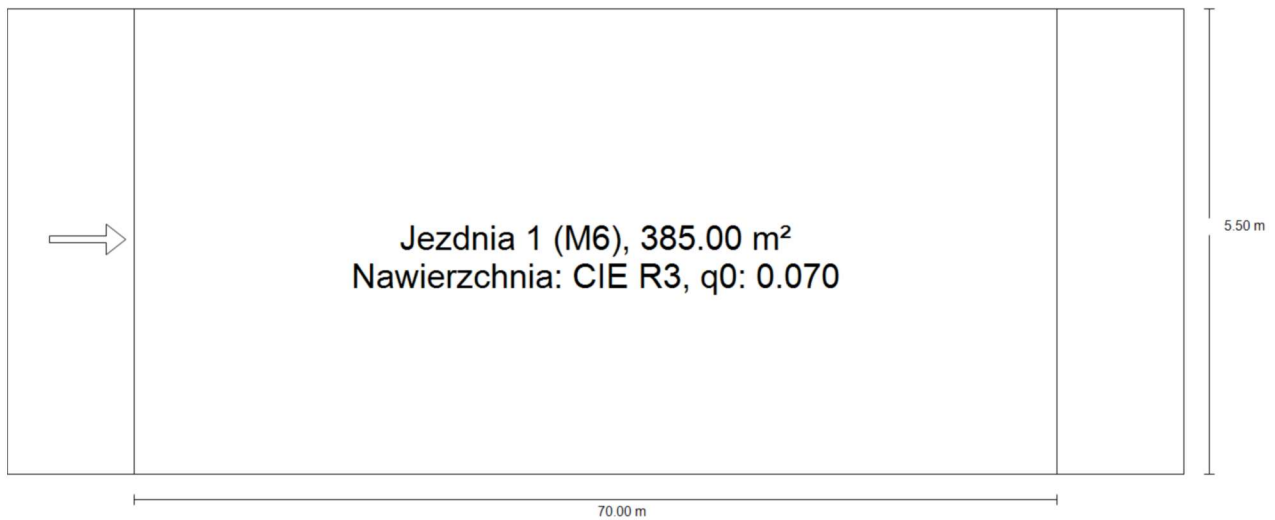 Jezdnia 1 (M6), 385.00 m²
Nawierzchnia: CIE R3, q0: 0.070
5.50 m
70.00 m